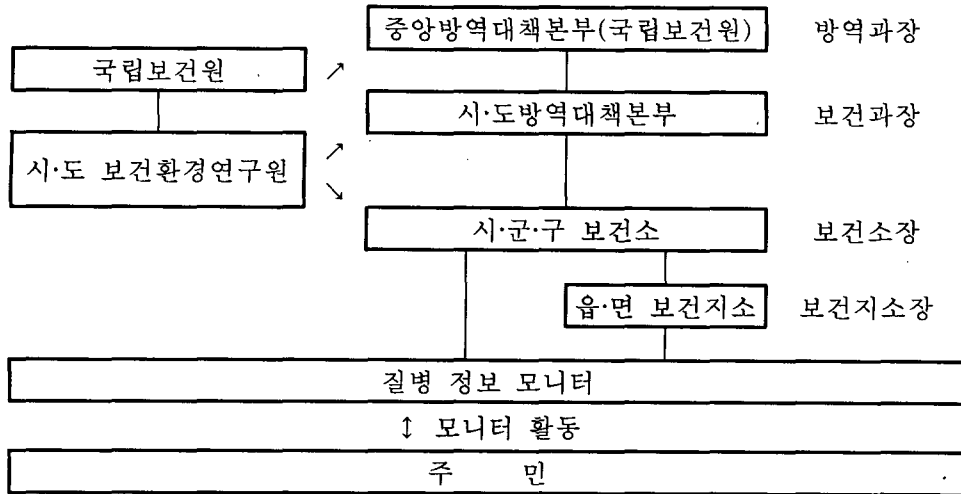 중앙방역대책본부(국립보건원) 방역과장
국립보건원 ↗
시·도방역대책본부 보건과장
시·도 보건환경연구원 ↗
↘
시·군·구 보건소 보건소장
읍·면 보건지소 보건지소장
질병 정보 모니터
↕ 모니터 활동
주 민